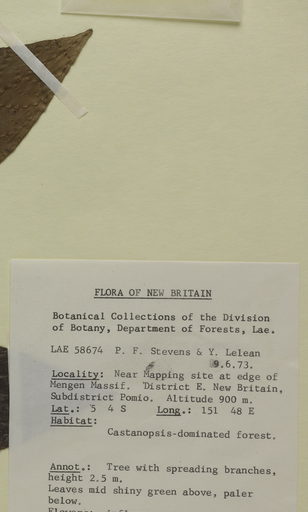 FLORA OF NEW BRITAIN
Botanical Collections of the Division
of Botany, Department of Forests, Lae.
LAE 58674 P. F. Stevens & Y. Lelean
9.6.73.
Locality: Near Mapping site at edge of
Mengen Massif. District E. New Britain,
Subdistrict Pomio. Altitude 900 m.
Lat.: 5 4 S Long.: 151 48 E
Habitat:
Castanopsis-dominated forest.
Annot.: Tree with spreading branches,
height 2.5 m.
Leaves mid shiny green above, paler
below.